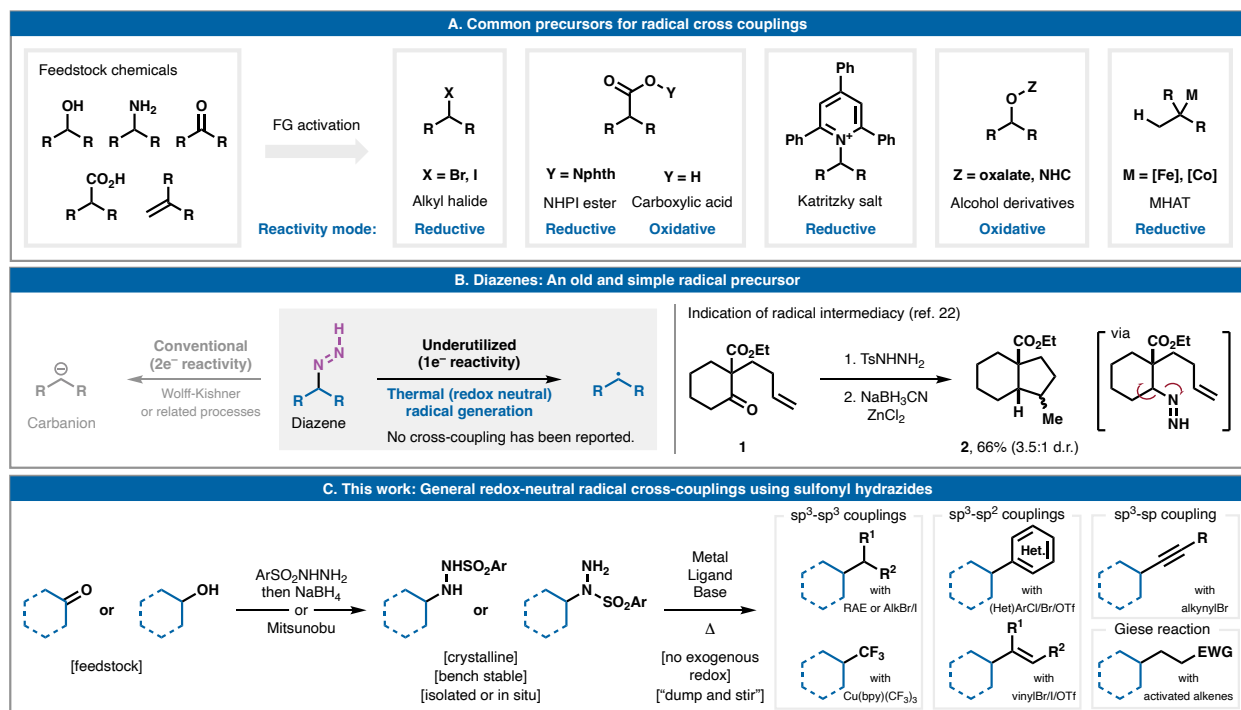 A. Common precursors for radical cross couplings
Feedstock chemicals
OH
NH2
O
R R
R R
R R
CO2H
R
R R
R
FG activation
Reactivity mode:
X
R R
X = Br, I
Alkyl halide
Reductive
O
O
Y
R R
Y = Nphth
Y = H
NHPI ester
Carboxylic acid
Reductive
Oxidative
Ph
Ph
N+
Ph
R R
Katritzky salt
Reductive
Z
O
R R
Z = oxalate, NHC
Alcohol derivatives
Oxidative
R M
H
R
M = [Fe], [Co]
MHAT
Reductive
B. Diazenes: An old and simple radical precursor
Conventional
(2e− reactivity)
Wolff-Kishner
or related processes
R R
Carbanion
H
N
N
R R
Diazene
Underutilized
(1e− reactivity)
Thermal (redox neutral)
radical generation
No cross-coupling has been reported.
R R
Indication of radical intermediacy (ref. 22)
CO2Et
O
1
1. TsNHNH2
2. NaBH3CN
ZnCl2
CO2Et
H
Me
2, 66% (3.5:1 d.r.)
via
CO2Et
N
NH
C. This work: General redox-neutral radical cross-couplings using sulfonyl hydrazides
O
or
OH
[feedstock]
ArSO2NHNH2
then NaBH4
or
Mitsunobu
NHSO2Ar
NH
or
NH2
N
SO2Ar
[crystalline]
[bench stable]
[isolated or in situ]
Metal
Ligand
Base
Δ
[no exogenous
redox]
[“dump and stir”]
sp3-sp3 couplings
R1
R2
with
RAE or AlkBr/I
CF3
with
Cu(bpy)(CF3)3
sp3-sp2 couplings
Het.
with
(Het)ArCl/Br/OTf
R1
R2
with
vinylBr/I/OTf
sp3-sp coupling
R
with
alkynylBr
Giese reaction
EWG
with
activated alkenes